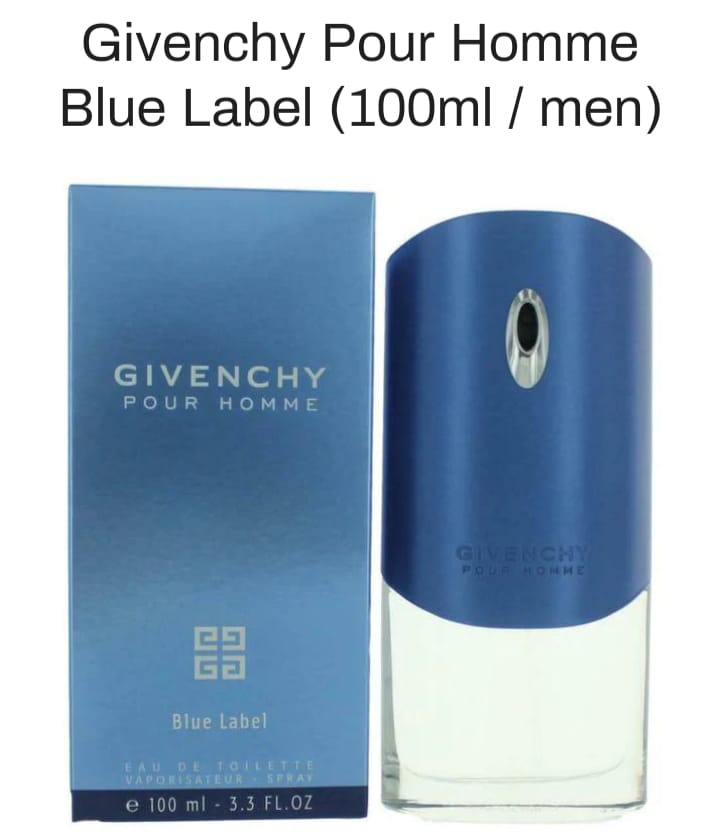 Givenchy Pour Homme
Blue Label (100ml / men)
GIVENCHY
POUR HOMME
Blue Label
EAU DE TOILETTE
VAPORISATEUR - SPRAY
e 100 ml - 3.3 FL.OZ
GIVENCHY
POUR HOMME